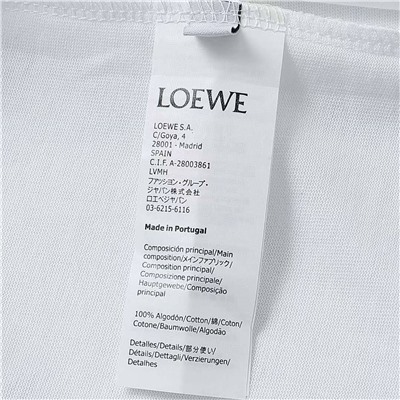 LOEWE
LOEWE S.A.
C/Goya, 4
28001 - Madrid
SPAIN
C.I.F. A-28003861
LVMH
ファッション・グループ・
ジャパン株式会社
ロエベジャパン
03-6215-6116
Made in Portugal
Composición principal/Main
composition/メインファブリック/
Composition principal/
Composizione principale/
Hauptgewebe/Composição
principal
100% Algodón/Cotton/綿/Coton/
Cotone/Baumwolle/Algodão
Detalles/Details/部分使い/
Détails/Dettagli/Verzierungen/
Detalhes